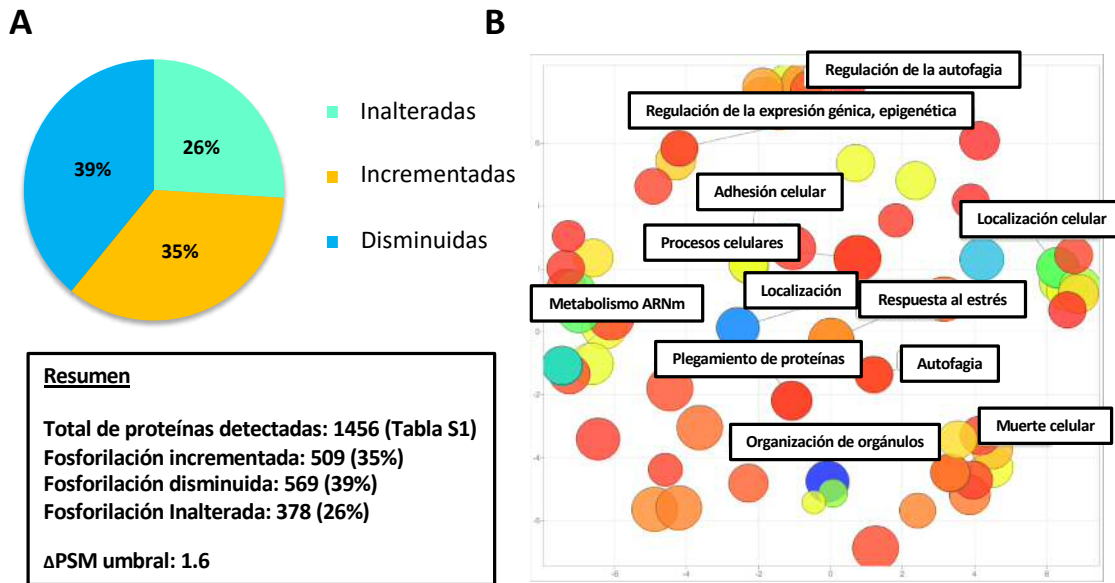 A
B
26%
39%
35%
Inalteradas
Incrementadas
Disminuidas
Resumen
Total de proteínas detectadas: 1456 (Tabla S1)
Fosforilación incrementada: 509 (35%)
Fosforilación disminuida: 569 (39%)
Fosforilación Inalterada: 378 (26%)
ΔPSM umbral: 1.6
Regulación de la autofagia
Regulación de la expresión génica, epigenética
Adhesión celular
Localización celular
Procesos celulares
Localización
Respuesta al estrés
Metabolismo ARNm
Plegamiento de proteínas
Autofagia
Organización de orgánulos
Muerte celular